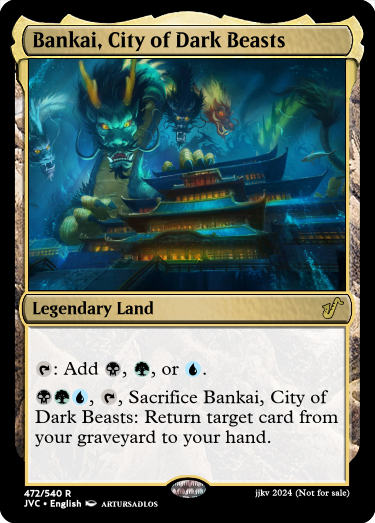 Bankai, City of Dark Beasts
Legendary Land
: Add , , or .
, , Sacrifice Bankai, City of
Dark Beasts: Return target card from
your graveyard to your hand.
472/540 R
JVC • English ARTURSADLOS
jjkv 2024 (Not for sale)